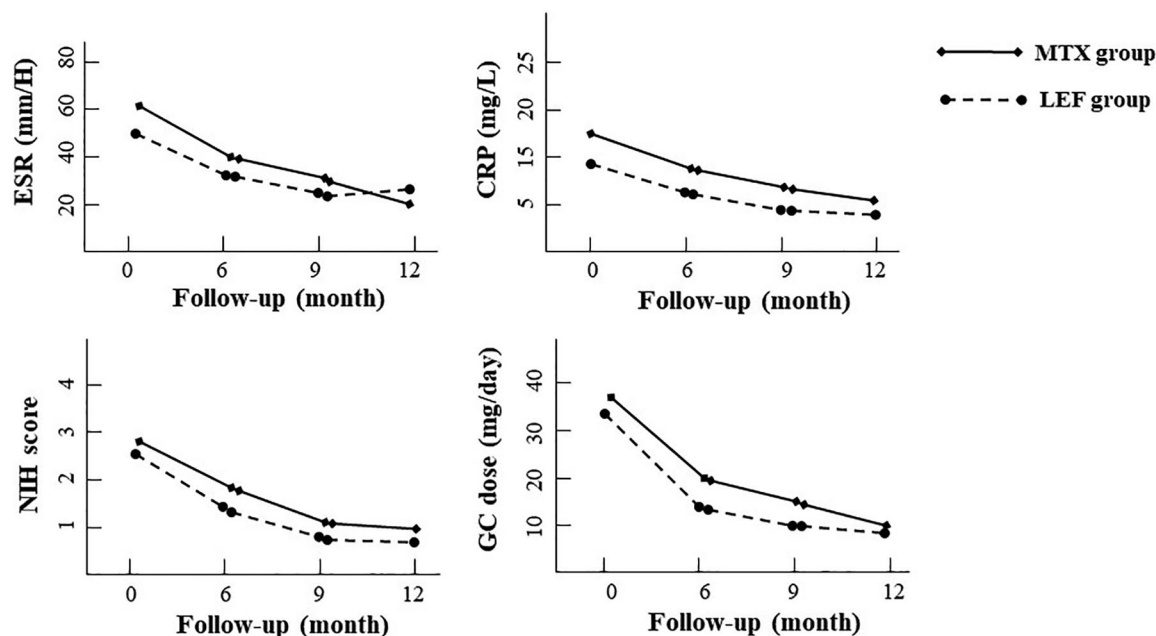 ESR (mm/H)
80
60
40
20
0 6 9 12
Follow-up (month)
CRP (mg/L)
25
20
15
5
0 6 9 12
Follow-up (month)
MTX group
LEF group
NIH score
4
3
2
1
0 6 9 12
Follow-up (month)
GC dose (mg/day)
40
30
20
10
0 6 9 12
Follow-up (month)